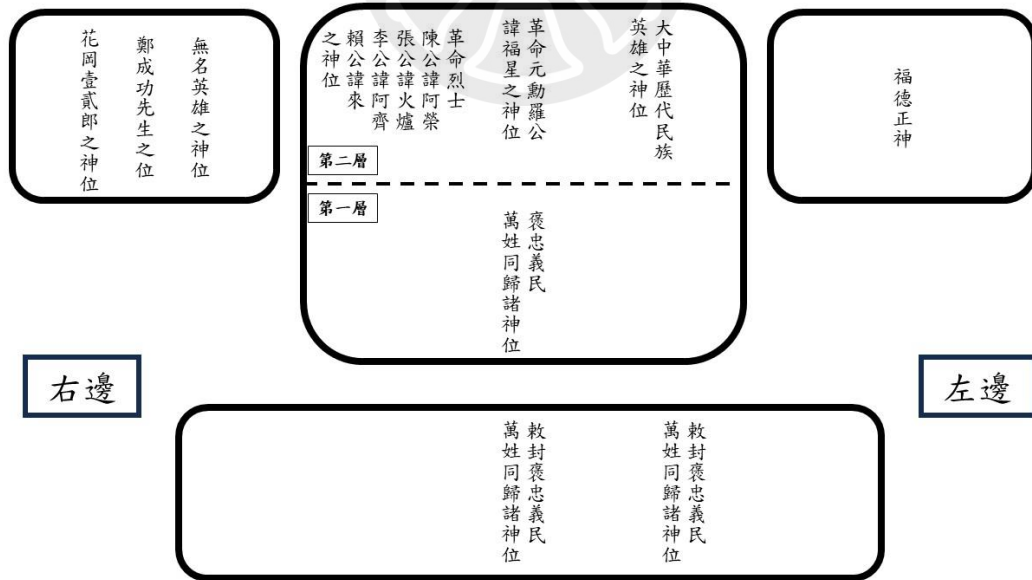 無名英雄之神位
鄭成功先生之位
花岡壹貳郎之神位
大中華歷代民族
英雄之神位
革命元勳羅公
諱福星之神位
革命烈士
陳公諱阿榮
張公諱火爐
李公諱阿齊
賴公諱來
之神位
第二層
第一層
褒忠義民
萬姓同歸諸神位
福德正神
右邊
左邊
敕封褒忠義民
萬姓同歸諸神位
敕封褒忠義民
萬姓同歸諸神位